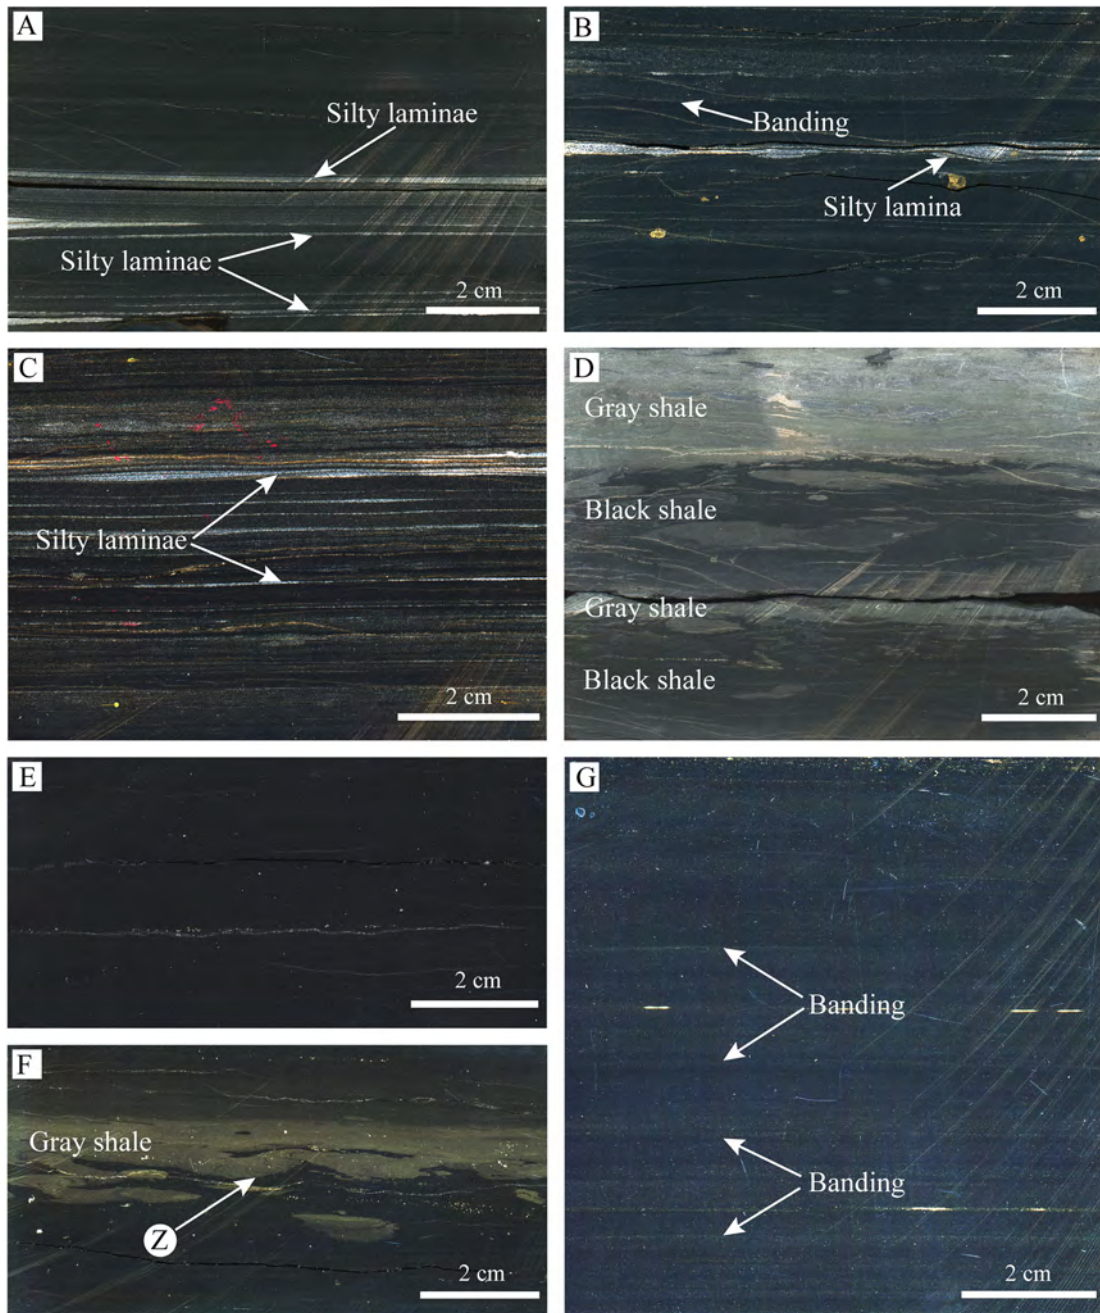 A
Silty laminae
Silty laminae
2 cm
B
Banding
Silty lamina
2 cm
C
Silty laminae
2 cm
D
Gray shale
Black shale
Gray shale
Black shale
2 cm
E
2 cm
F
Gray shale
Z
2 cm
G
Banding
Banding
2 cm